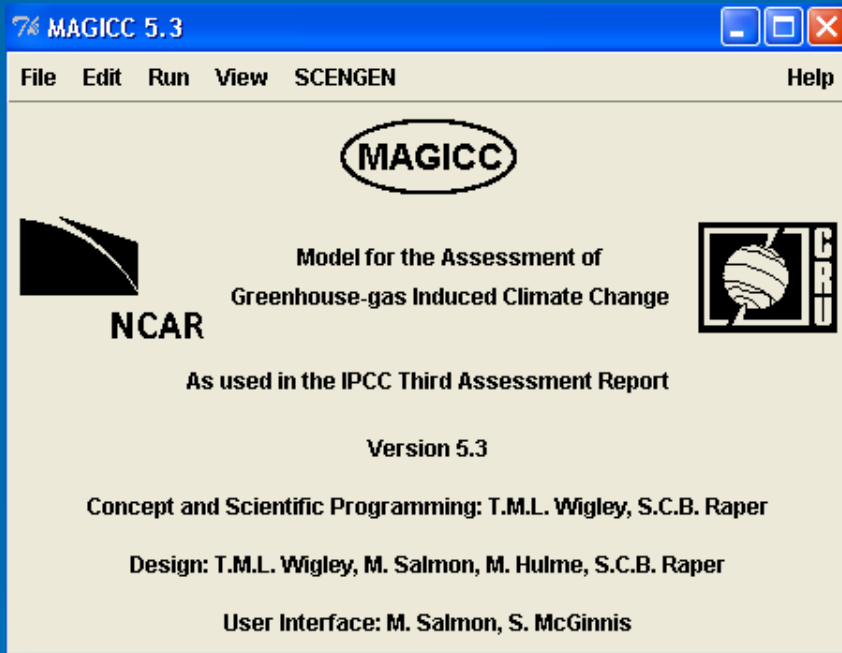 MAGICC 5.3
File Edit Run View SCENGEN Help
MAGICC
Model for the Assessment of
Greenhouse-gas Induced Climate Change
NCAR
CRU
As used in the IPCC Third Assessment Report
Version 5.3
Concept and Scientific Programming: T.M.L. Wigley, S.C.B. Raper
Design: T.M.L. Wigley, M. Salmon, M. Hulme, S.C.B. Raper
User Interface: M. Salmon, S. McGinnis